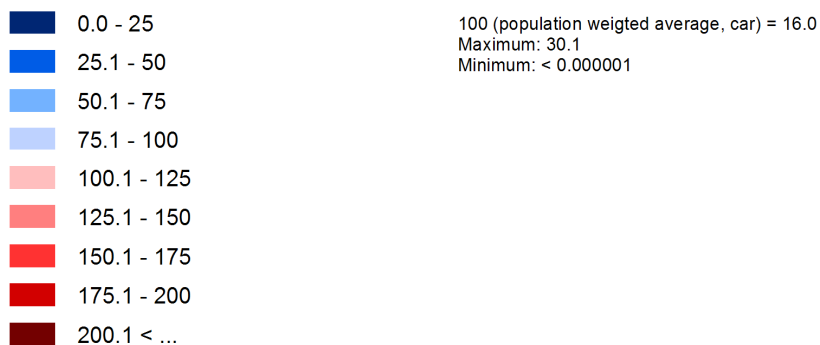 0.0 - 25
25.1 - 50
50.1 - 75
75.1 - 100
100.1 - 125
125.1 - 150
150.1 - 175
175.1 - 200
200.1 < ...
100 (population weigted average, car) = 16.0
Maximum: 30.1
Minimum: < 0.000001